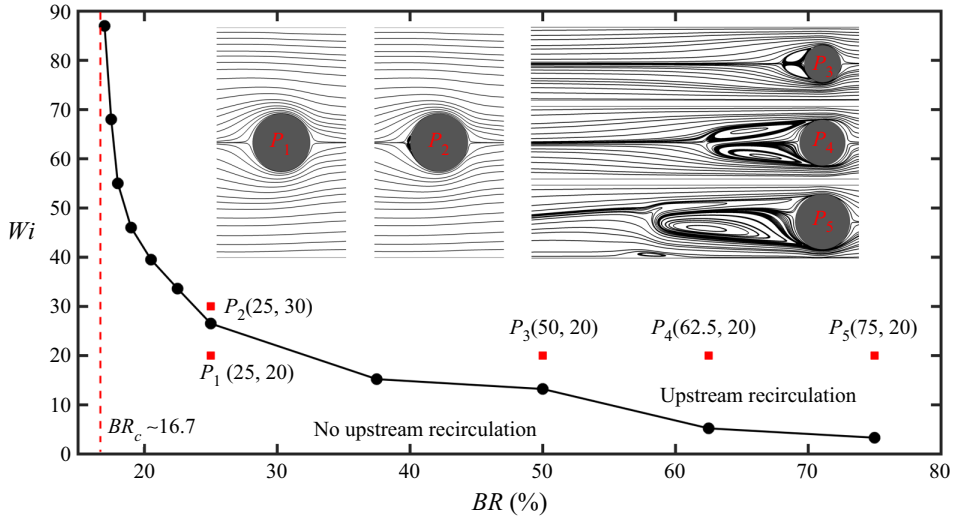 90
80
70
60
50
40
30
20
10
0
Wi
P1
P2
P3
P4
P5
P2(25, 30)
P1 (25, 20)
P3(50, 20)
P4(62.5, 20)
P5(75, 20)
Upstream recirculation
No upstream recirculation
BRc ~16.7
20
30
40
50
60
70
80
BR (%)